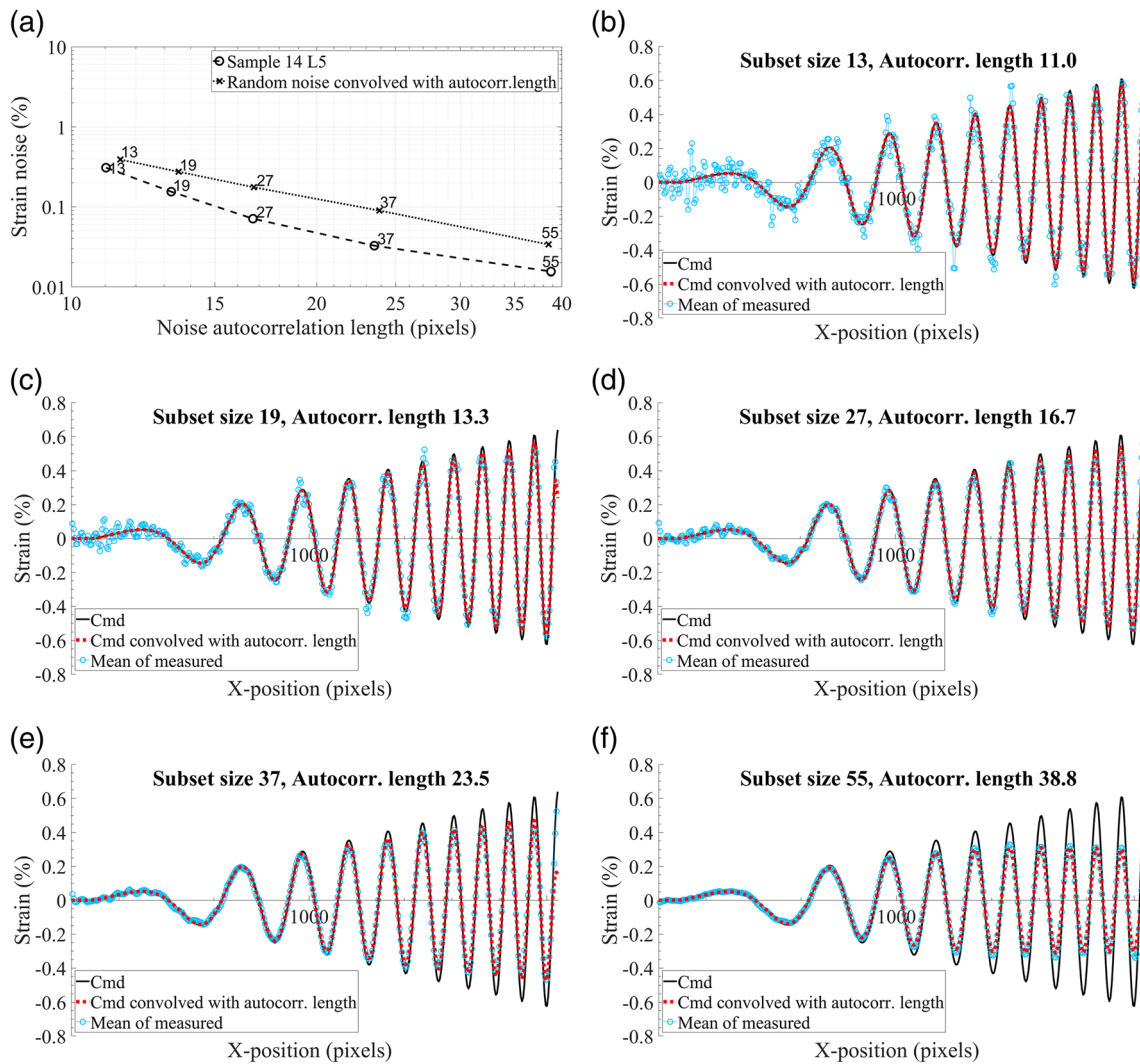 (a)
Strain noise (%)
10
1
0.1
0.01
Sample 14 L5
Random noise convolved with autocorr.length
13
19
27
37
55
13
19
27
37
55
10
15
20
25
30
35
40
Noise autocorrelation length (pixels)
(b)
Subset size 13, Autocorr. length 11.0
Strain (%)
0.8
0.6
0.4
0.2
0
-0.2
-0.4
-0.6
-0.8
1000
Cmd
Cmd convolved with autocorr. length
Mean of measured
X-position (pixels)
(c)
Subset size 19, Autocorr. length 13.3
Strain (%)
0.8
0.6
0.4
0.2
0
-0.2
-0.4
-0.6
-0.8
1000
Cmd
Cmd convolved with autocorr. length
Mean of measured
X-position (pixels)
(d)
Subset size 27, Autocorr. length 16.7
Strain (%)
0.8
0.6
0.4
0.2
0
-0.2
-0.4
-0.6
-0.8
1000
Cmd
Cmd convolved with autocorr. length
Mean of measured
X-position (pixels)
(e)
Subset size 37, Autocorr. length 23.5
Strain (%)
0.8
0.6
0.4
0.2
0
-0.2
-0.4
-0.6
-0.8
1000
Cmd
Cmd convolved with autocorr. length
Mean of measured
X-position (pixels)
(f)
Subset size 55, Autocorr. length 38.8
Strain (%)
0.8
0.6
0.4
0.2
0
-0.2
-0.4
-0.6
-0.8
1000
Cmd
Cmd convolved with autocorr. length
Mean of measured
X-position (pixels)